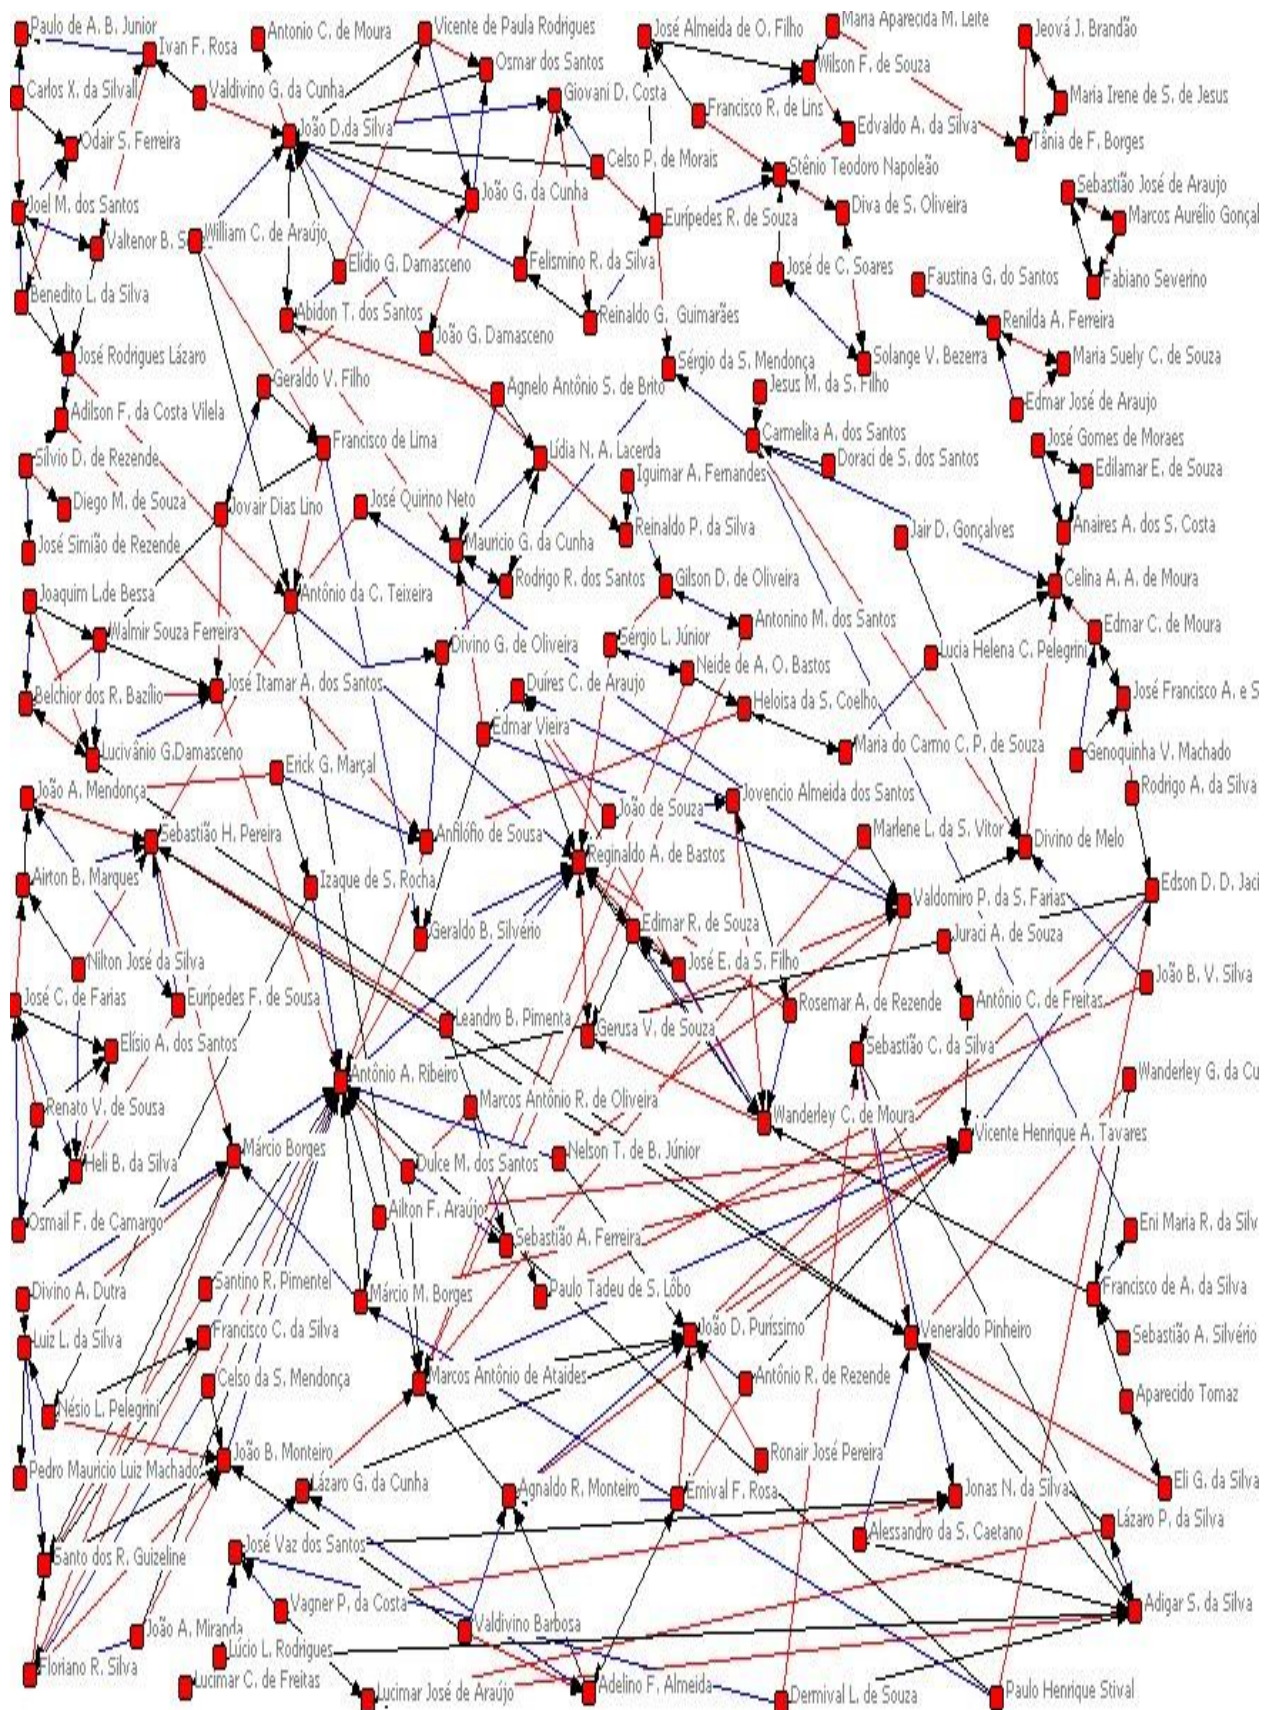 Paulo de A. B. Junior
Ivan F. Rosa
Antonio C. de Moura
Vicente de Paula Rodrigues
José Almeida de O. Filho
Maria Aparecida M. Leite
Jeová J. Brandão
Osmar dos Santos
Wilson F. de Souza
Carlos X. da Silvall
Valdivino G. da Cunha
Giovani D. Costa
Francisco R. de Lins
Maria Irene de S. de Jesus
Odair S. Ferreira
João D.da Silva
Edvaldo A. da Silva
Tânia de F. Borges
Celso P. de Morais
Stênio Teodoro Napoleão
Joel M. dos Santos
João G. da Cunha
Sebastião José de Araujo
Valtenor B.
William C. de Araújo
Eurípedes R. de Souza
Diva de S. Oliveira
Marcos Aurélio Gonçal
Elídio G. Damasceno
Felismino R. da Silva
José de C. Soares
Faustina G. do Santos
Fabiano Severino
Benedito L. da Silva
Abidon T. dos Santos
Reinaldo G. Guimarães
Renilda A. Ferreira
José Rodrigues Lázaro
João G. Damasceno
Sérgio da S. Mendonça
Solange V. Bezerra
Maria Suely C. de Souza
Geraldo V. Filho
Agnelo Antônio S. de Brito
Jesus M. da S. Filho
Edmar José de Araujo
Adilson F. da Costa Vilela
Francisco de Lima
Lídia N. A. Lacerda
Carmelita A. dos Santos
José Gomes de Moraes
Silvio D. de Rezende
Iguimar A. Fernandes
Doraci de S. dos Santos
Edilamar E. de Souza
Diego M. de Souza
Jovair Dias Lino
José Quirino Neto
Reinaldo P. da Silva
Jair D. Gonçalves
Anaires A. dos S. Costa
José Simião de Rezende
Mauricio G. da Cunha
Joaquim L.de Bessa
Antônio da C. Teixeira
Rodrigo R. dos Santos
Gilson D. de Oliveira
Celina A. A. de Moura
Walmir Souza Ferreira
Divino G. de Oliveira
Sérgio L. Júnior
Antonino M. dos Santos
Edmar C. de Moura
Lucia Helena C. Pelegrini
Belchior dos R. Bazílio
José Itamar A. dos Santos
Duíres C. de Araujo
Neide de A. O. Bastos
Heloisa da S. Coelho
José Francisco A. e S
Lucivânio G.Damasceno
Edmar Vieira
Maria do Carmo C. P. de Souza
Genoquinha V. Machado
João A. Mendonça
Erick G. Marçal
Jovencio Almeida dos Santos
Rodrigo A. da Silva
Sebastião H. Pereira
Anfilófio de Sousa
João de Souza
Marlene L. da S. Vitor
Divino de Melo
Airton B. Marques
Izaque de S. Rocha
Reginaldo A. de Bastos
Valdomiro P. da S. Farias
Edson D. D. Jaci
Nilton José da Silva
Geraldo B. Silvério
Edimar R. de Souza
Juraci A. de Souza
José E. da S. Filho
João B. V. Silva
José C. de Farias
Eurípedes F. de Sousa
Leandro B. Pimenta
Gerusa V. de Souza
Rosemar A. de Rezende
Antônio C. de Freitas
Elísio A. dos Santos
Antônio A. Ribeiro
Sebastião C. da Silva
Wanderley G. da Cu
Renato V. de Sousa
Marcos Antônio R. de Oliveira
Wanderley C. de Moura
Heli B. da Silva
Márcio Borges
Dulce M. dos Santos
Nelson T. de B. Júnior
Vicente Henrique A. Tavares
Osmail F. de Camargo
Ailton F. Araújo
Sebastião A. Ferreira
Eni Maria R. da Silv
Divino A. Dutra
Santino R. Pimentel
Márcio M. Borges
Paulo Tadeu de S. Lôbo
Francisco de A. da Silva
Luiz L. da Silva
Francisco C. da Silva
João D. Puríssimo
Veneraldo Pinheiro
Sebastião A. Silvério
Celso da S. Mendonça
Marcos Antônio de Ataides
Antônio R. de Rezende
Aparecido Tomaz
Nésio L. Pelegrini
João B. Monteiro
Ronair José Pereira
Pedro Mauricio Luiz Machado
Lázaro G. da Cunha
Agnaldo R. Monteiro
Emival F. Rosa
Jonas N. da Silva
Eli G. da Silva
Santo dos R. Guizeline
José Vaz dos Santos
Alessandro da S. Caetano
Lázaro P. da Silva
Vagner P. da Costa
Valdivino Barbosa
Adigar S. da Silva
João A. Miranda
Lúcio L. Rodrigues
Floriano R. Silva
Lucimar C. de Freitas
Lucimar José de Araújo
Adelino F. Almeida
Dermival L. de Souza
Paulo Henrique Stival